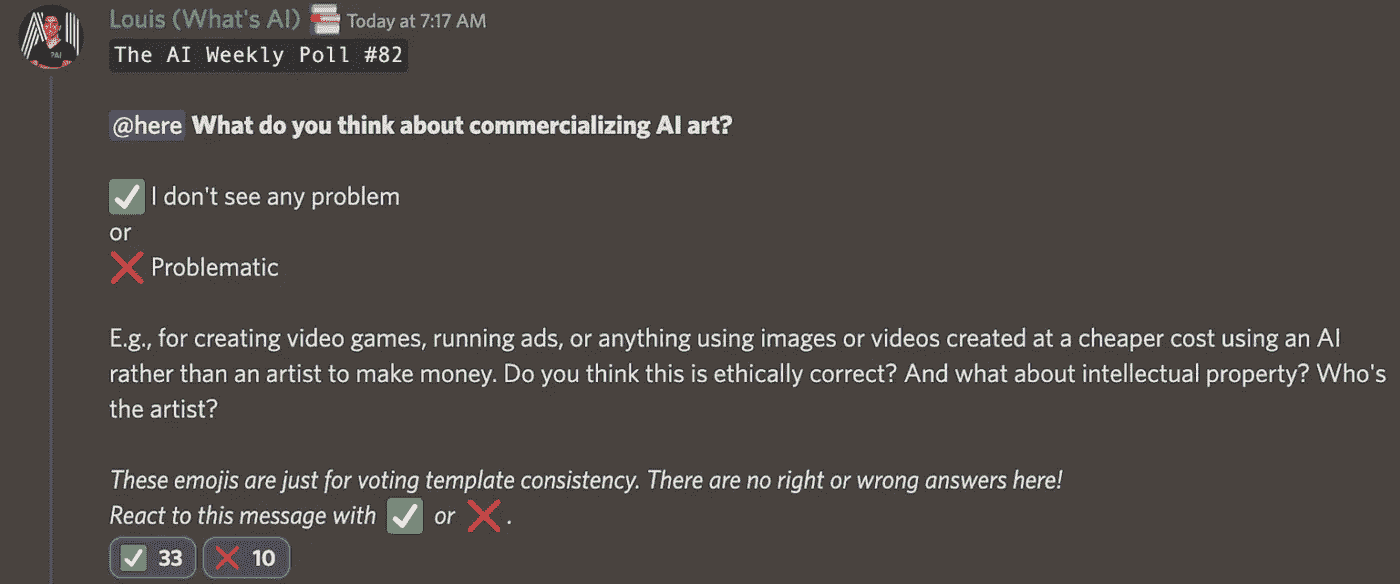 Louis (What's AI) Today at 7:17 AM
The AI Weekly Poll #82
@here What do you think about commercializing AI art?
I don't see any problem
or
Problematic
E.g., for creating video games, running ads, or anything using images or videos created at a cheaper cost using an AI
rather than an artist to make money. Do you think this is ethically correct? And what about intellectual property? Who's
the artist?
These emojis are just for voting template consistency. There are no right or wrong answers here!
React to this message with ✅ or ❌.
✅ 33 ❌ 10